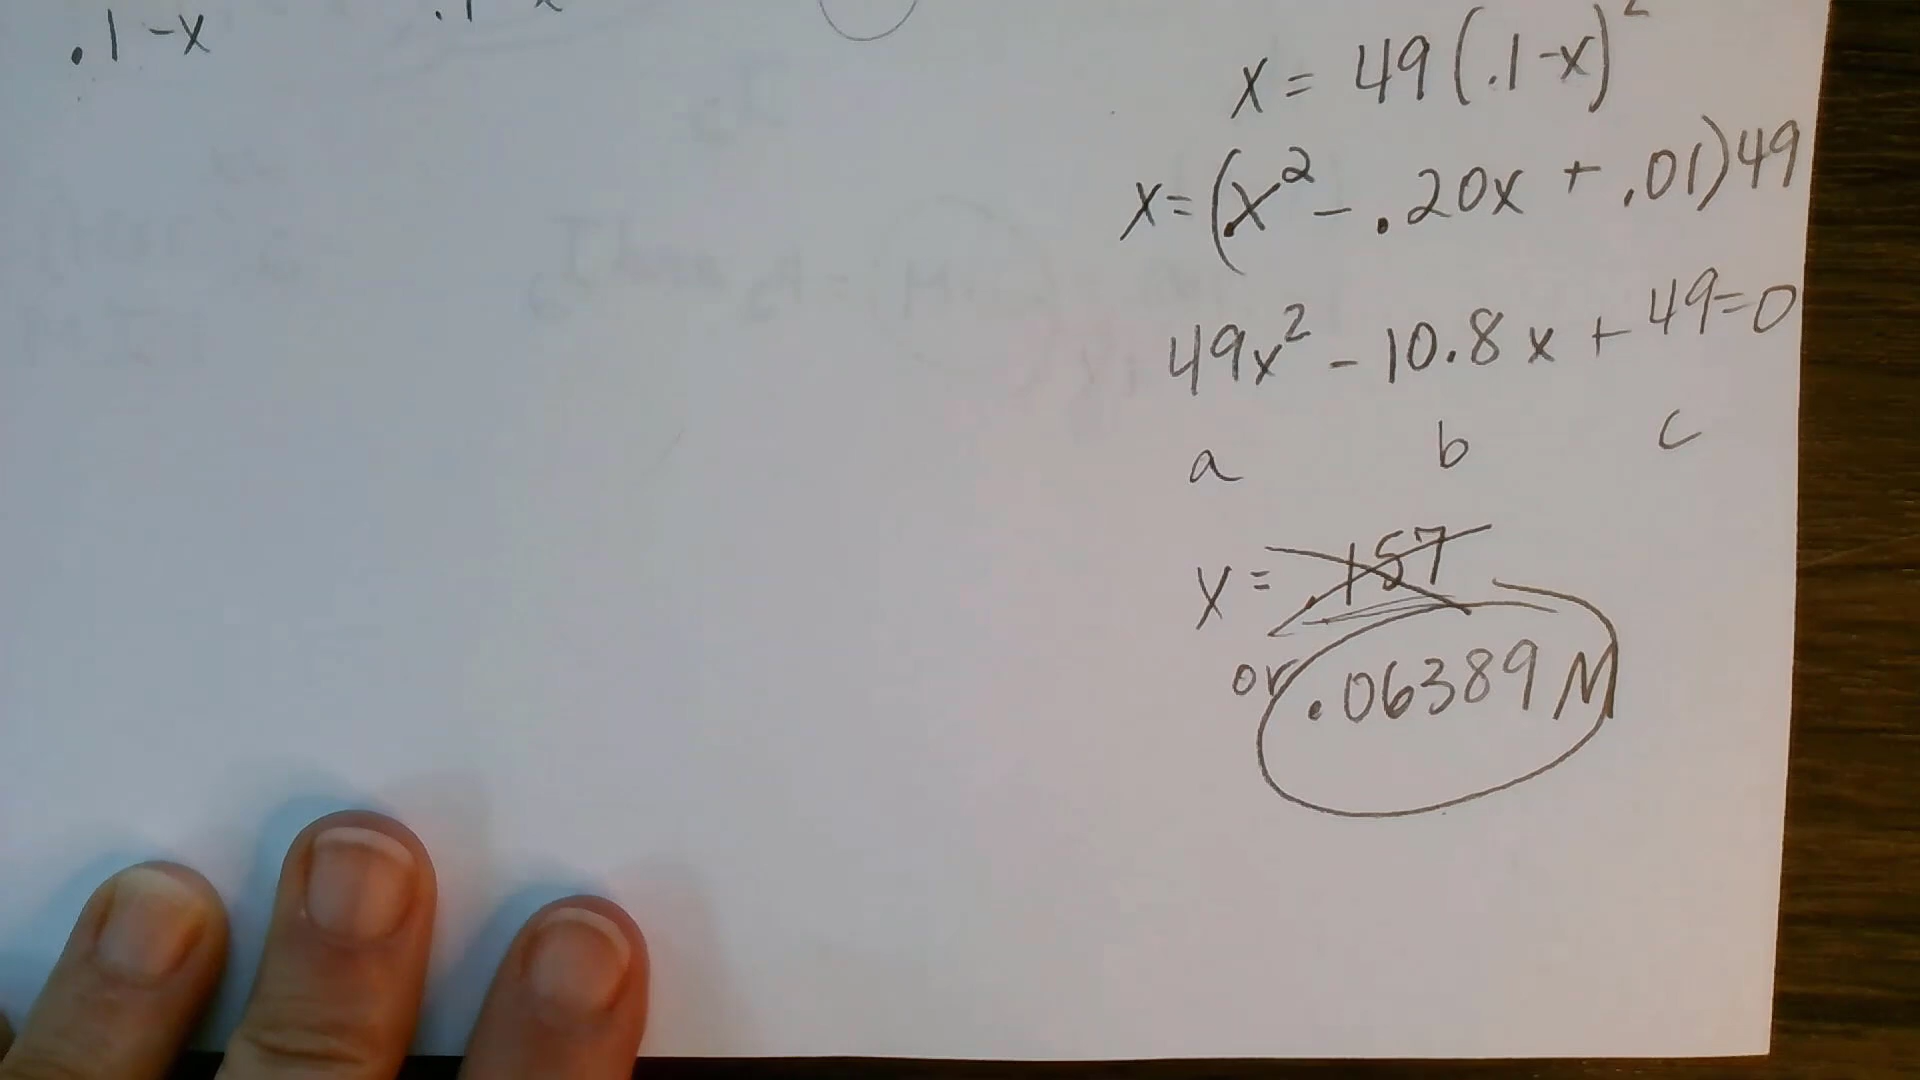 .1-x
x = 49(.1-x)²
x=(x² - .20x + .01)49
49x² - 10.8x + 49=0
a b c
x = .157
or .06389 M